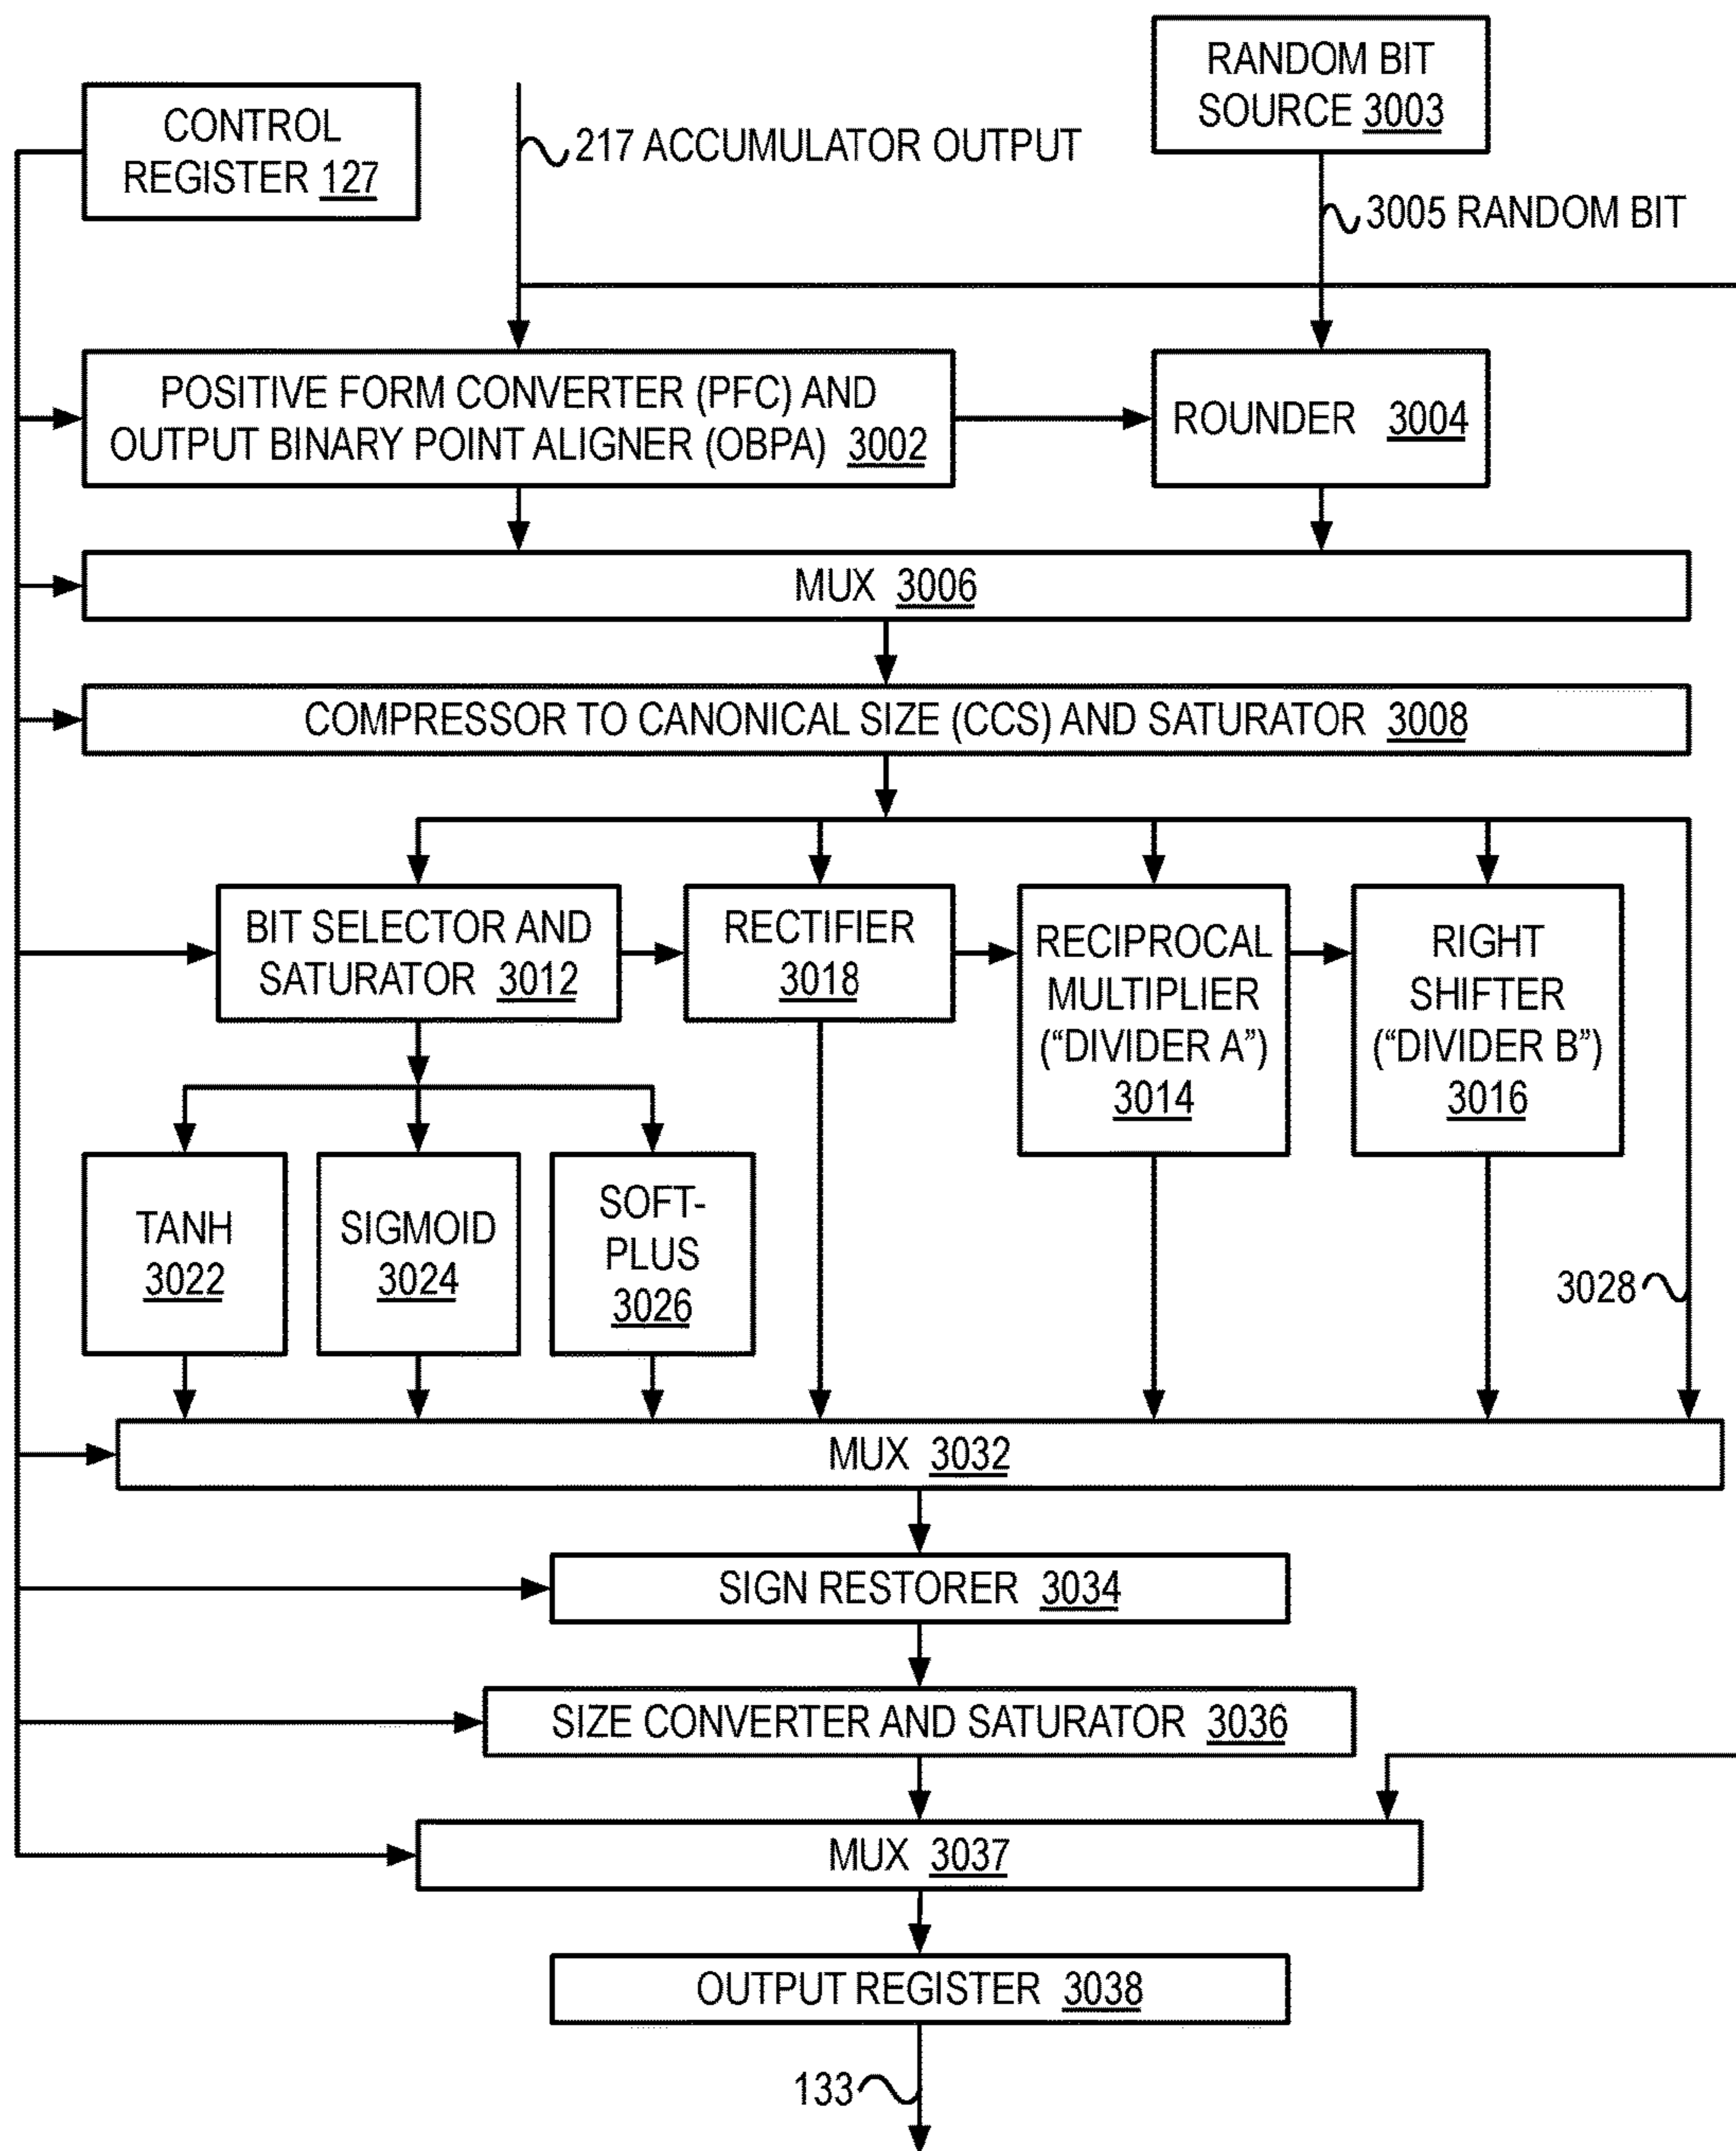 RANDOM BIT
SOURCE 3003
CONTROL
REGISTER 127
217 ACCUMULATOR OUTPUT
3005 RANDOM BIT
POSITIVE FORM CONVERTER (PFC) AND
OUTPUT BINARY POINT ALIGNER (OBPA) 3002
ROUNDER 3004
MUX 3006
COMPRESSOR TO CANONICAL SIZE (CCS) AND SATURATOR 3008
BIT SELECTOR AND
SATURATOR 3012
RECTIFIER
3018
RECIPROCAL
MULTIPLIER
(“DIVIDER A”)
3014
RIGHT
SHIFTER
(“DIVIDER B”)
3016
TANH
3022
SIGMOID
3024
SOFT-
PLUS
3026
3028
MUX 3032
SIGN RESTORER 3034
SIZE CONVERTER AND SATURATOR 3036
MUX 3037
OUTPUT REGISTER 3038
133